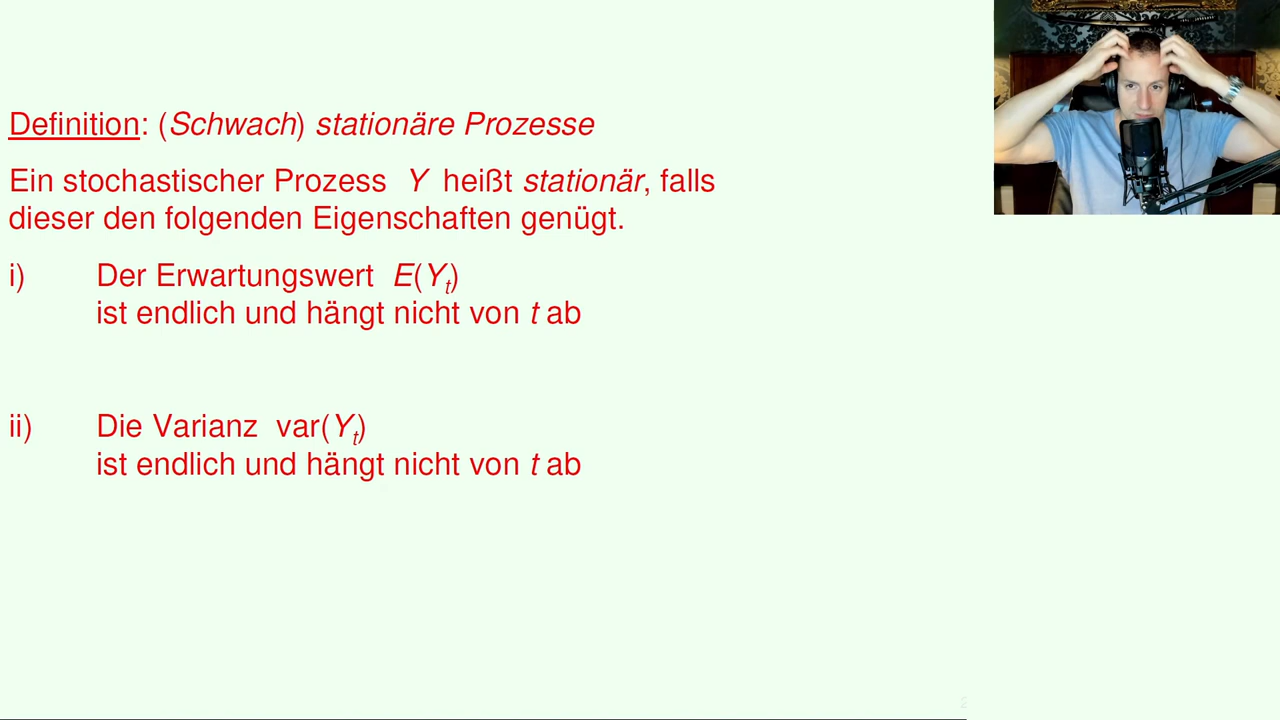 Definition: (Schwach) stationäre Prozesse
Ein stochastischer Prozess Y heißt stationär, falls
dieser den folgenden Eigenschaften genügt.
i) Der Erwartungswert E(Yt)
ist endlich und hängt nicht von t ab
ii) Die Varianz var(Yt)
ist endlich und hängt nicht von t ab